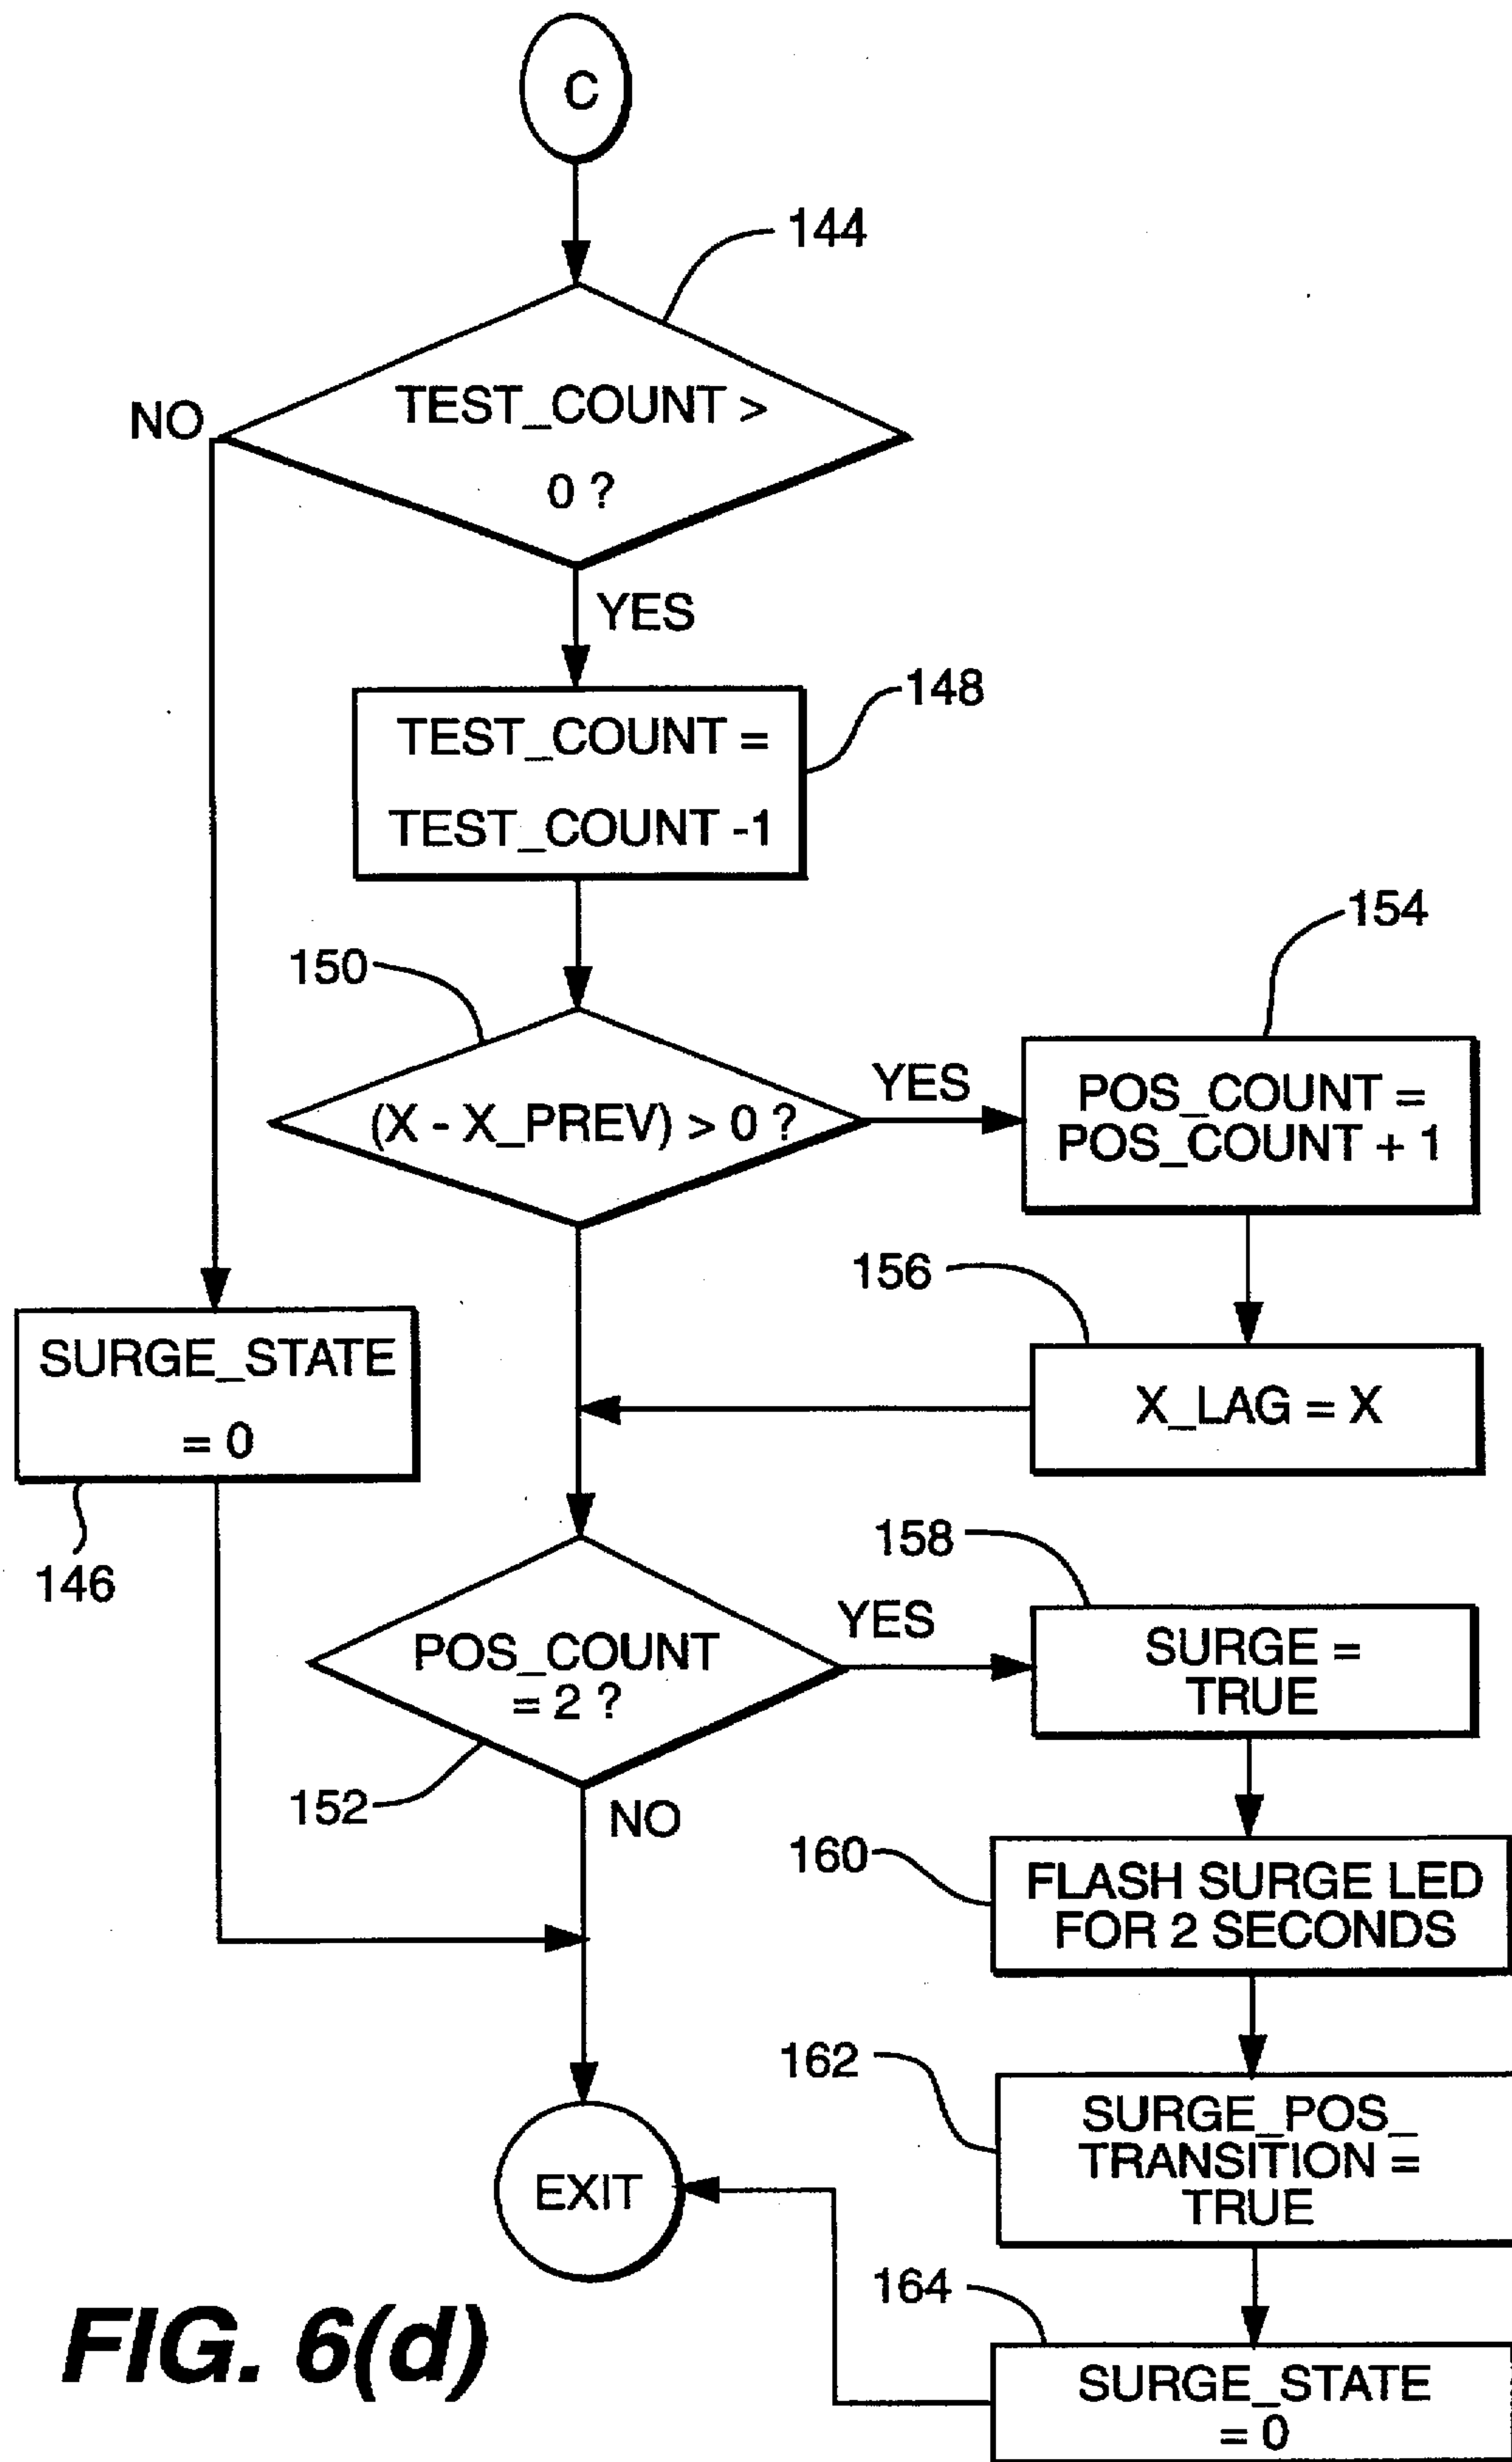 C
144
TEST_COUNT >
0 ?
NO
YES
148
TEST_COUNT =
TEST_COUNT -1
154
150
(X - X_PREV) > 0 ?
YES
POS_COUNT =
POS_COUNT + 1
156
X_LAG = X
SURGE_STATE
= 0
146
158
POS_COUNT
= 2 ?
YES
SURGE =
TRUE
152
NO
160
FLASH SURGE LED
FOR 2 SECONDS
162
SURGE_POS_
TRANSITION =
TRUE
EXIT
164
SURGE_STATE
= 0
FIG. 6(d)